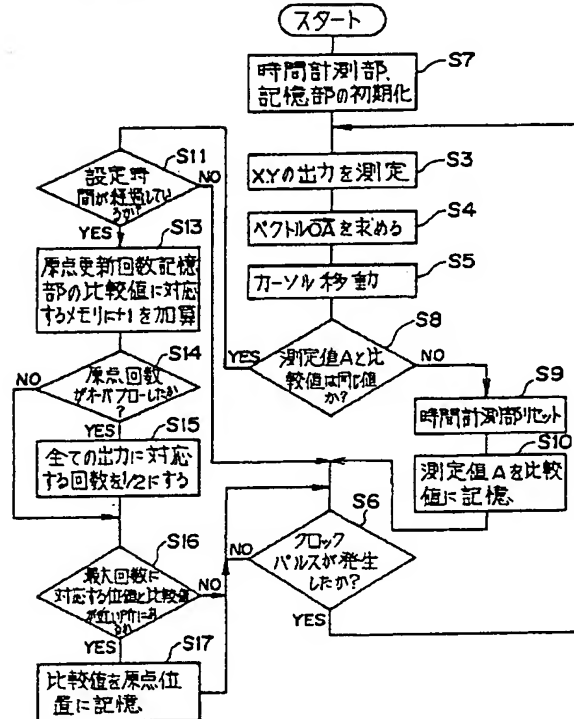 スタート
S7
時間計測部、
記憶部の初期化
S3
XYの出力を測定
S4
ベクトルOAを求める
S5
カーソル移動
S8
測定値Aと比
較値は同じ値
か?
YES
NO
S9
時間計測部リセット
S10
測定値Aを比較
値に記憶
S6
クロック
パルスが発生
したか?
NO
YES
S11
設定時
間が経過してい
るか?
NO
YES
S13
原点更新回数記憶
部の比較値に対応
するメモリに+1を加算
S14
原点回数
がオーバフローしたか
?
NO
YES
S15
全ての出力に対応
する回数を1/2にする
S16
最大回数に
対応する位値と比較値
が近い所にあ
るか
NO
YES
S17
比較値を原点位
置に記憶